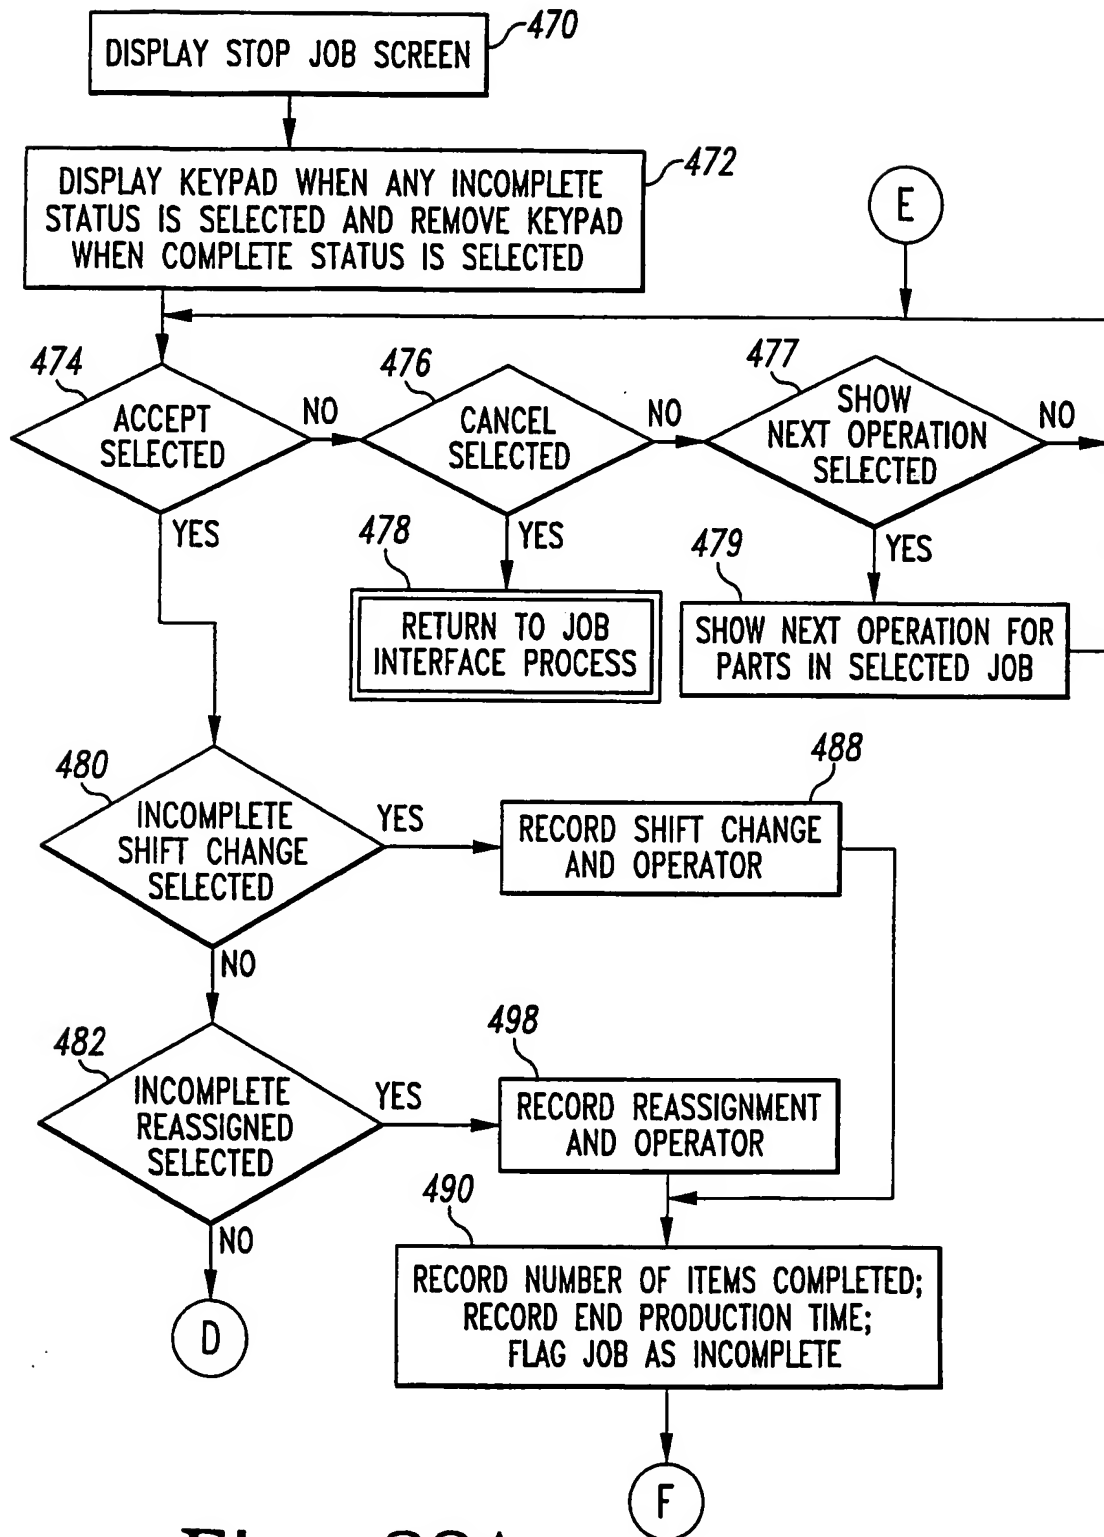 470
DISPLAY STOP JOB SCREEN
472
DISPLAY KEYPAD WHEN ANY INCOMPLETE
STATUS IS SELECTED AND REMOVE KEYPAD
WHEN COMPLETE STATUS IS SELECTED
E
474
ACCEPT
SELECTED
NO
YES
476
CANCEL
SELECTED
NO
YES
477
SHOW
NEXT OPERATION
SELECTED
NO
YES
478
RETURN TO JOB
INTERFACE PROCESS
479
SHOW NEXT OPERATION FOR
PARTS IN SELECTED JOB
480
INCOMPLETE
SHIFT CHANGE
SELECTED
YES
NO
488
RECORD SHIFT CHANGE
AND OPERATOR
482
INCOMPLETE
REASSIGNED
SELECTED
YES
NO
498
RECORD REASSIGNMENT
AND OPERATOR
490
RECORD NUMBER OF ITEMS COMPLETED;
RECORD END PRODUCTION TIME;
FLAG JOB AS INCOMPLETE
D
F